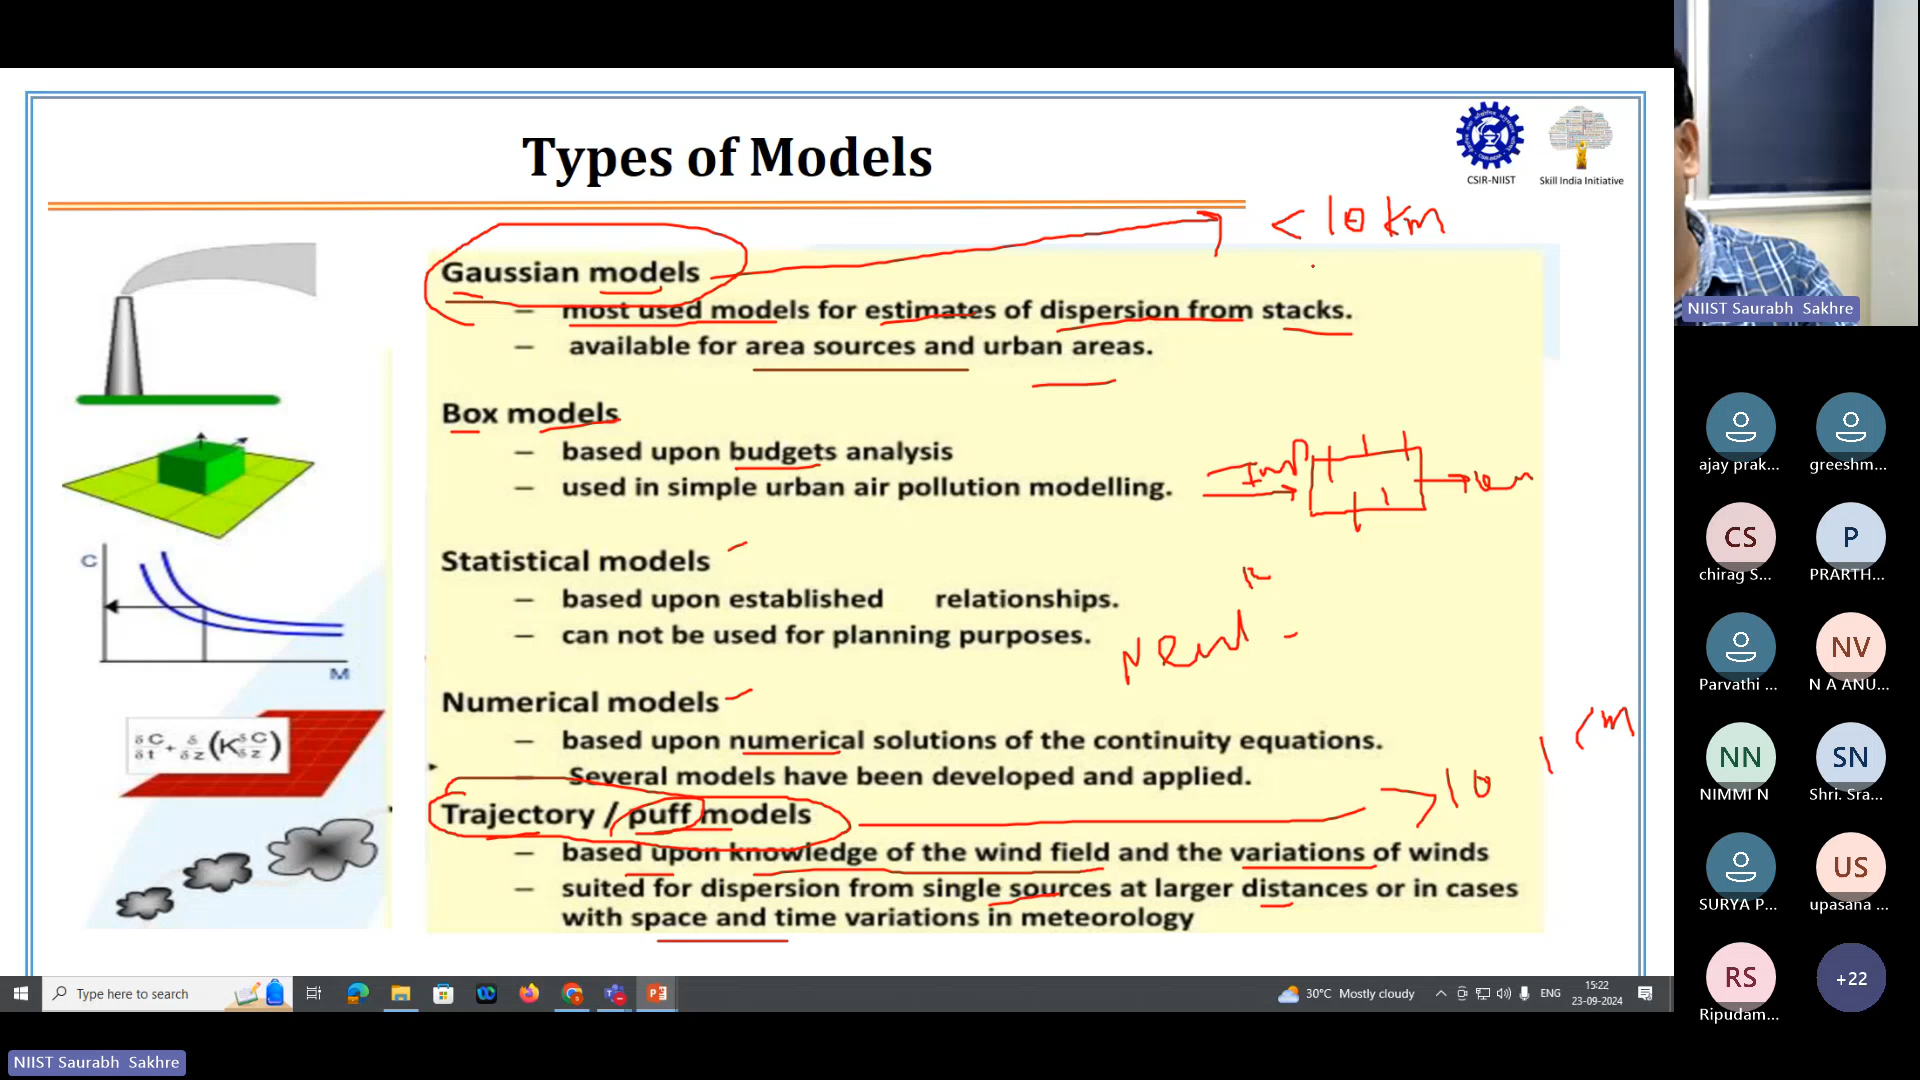 Types of Models
CSIR-NIIST
Skill India Initiative
< 10 km
Gaussian models
– most used models for estimates of dispersion from stacks.
– available for area sources and urban areas.
Box models
– based upon budgets analysis
– used in simple urban air pollution modelling.
Statistical models
– based upon established relationships.
– can not be used for planning purposes.
Numerical models
– based upon numerical solutions of the continuity equations.
– Several models have been developed and applied.
Trajectory / puff models
> 10
– based upon knowledge of the wind field and the variations of winds
– suited for dispersion from single sources at larger distances or in cases
with space and time variations in meteorology
C
M
δC
δt + δ
δz (K δC
δz)
NIIST Saurabh Sakhre
ajay prak...
greeshm...
CS
chirag S...
P
PRARTH...
Parvathi ...
NV
N A ANU...
NN
NIMMI N
SN
Shri. Sra...
SURYA P...
US
upasana ...
RS
Ripudam...
+22
Type here to search
30°C Mostly cloudy
ENG
15:22
23-09-2024
NIIST Saurabh Sakhre